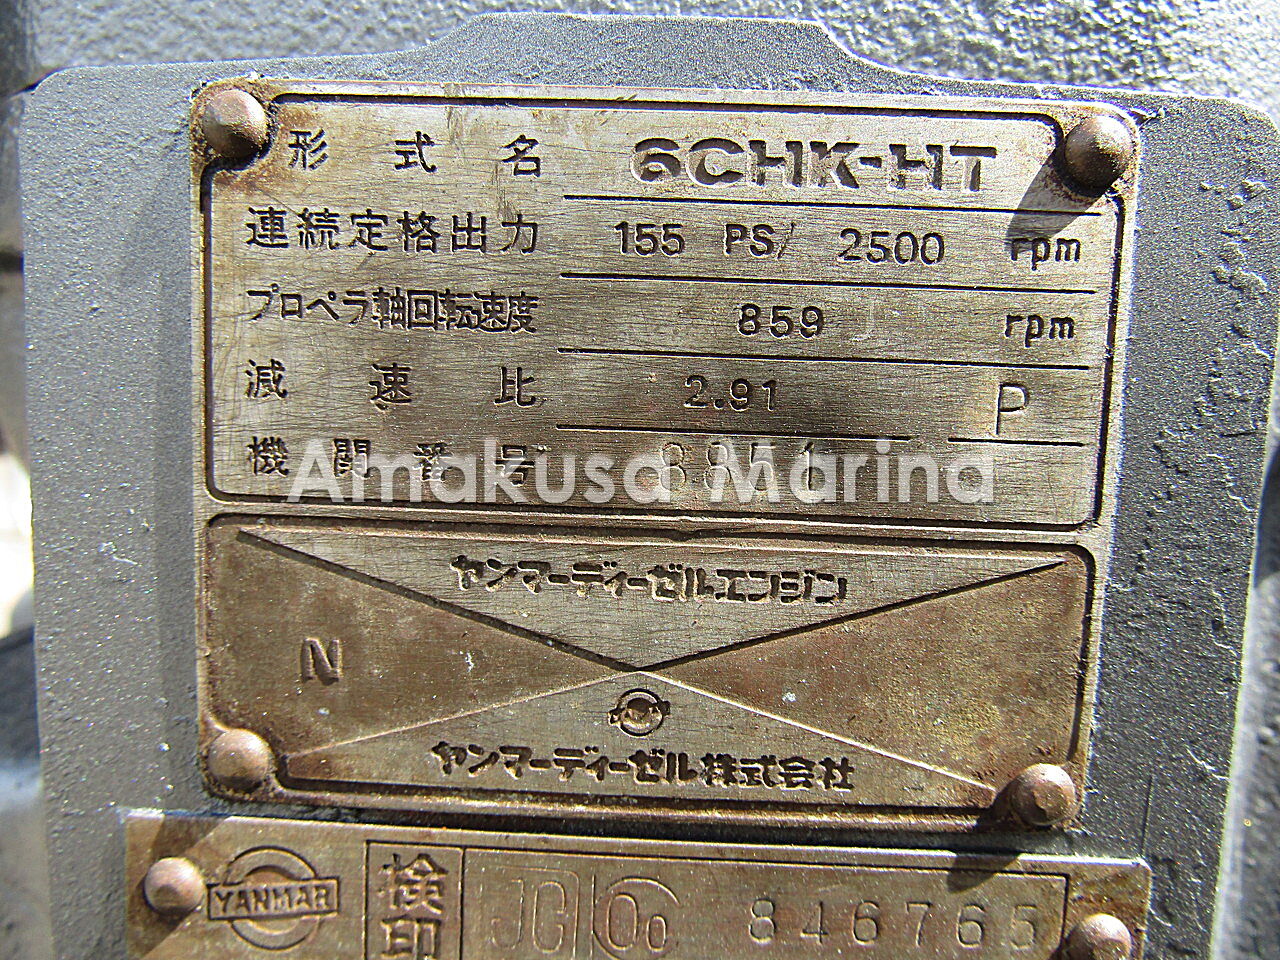 形式名 6CHK-HT
連続定格出力 155 PS/ 2500 rpm
プロペラ軸回転速度 859 rpm
減速比 2.91 P
機関番号
Amakusa Marina
ヤンマーディーゼルエンジン
N
ヤンマーディーゼル株式会社
YANMAR 検印 JCI 846765